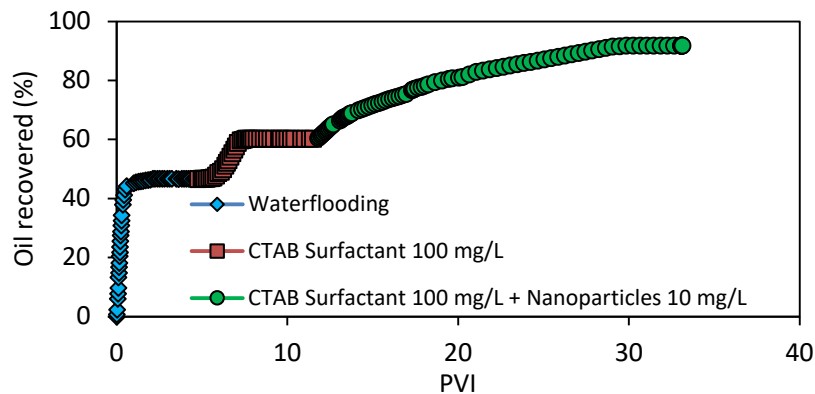 100
80
60
40
20
0
Oil recovered (%)
Waterflooding
CTAB Surfactant 100 mg/L
CTAB Surfactant 100 mg/L + Nanoparticles 10 mg/L
0 10 20 30 40
PVI